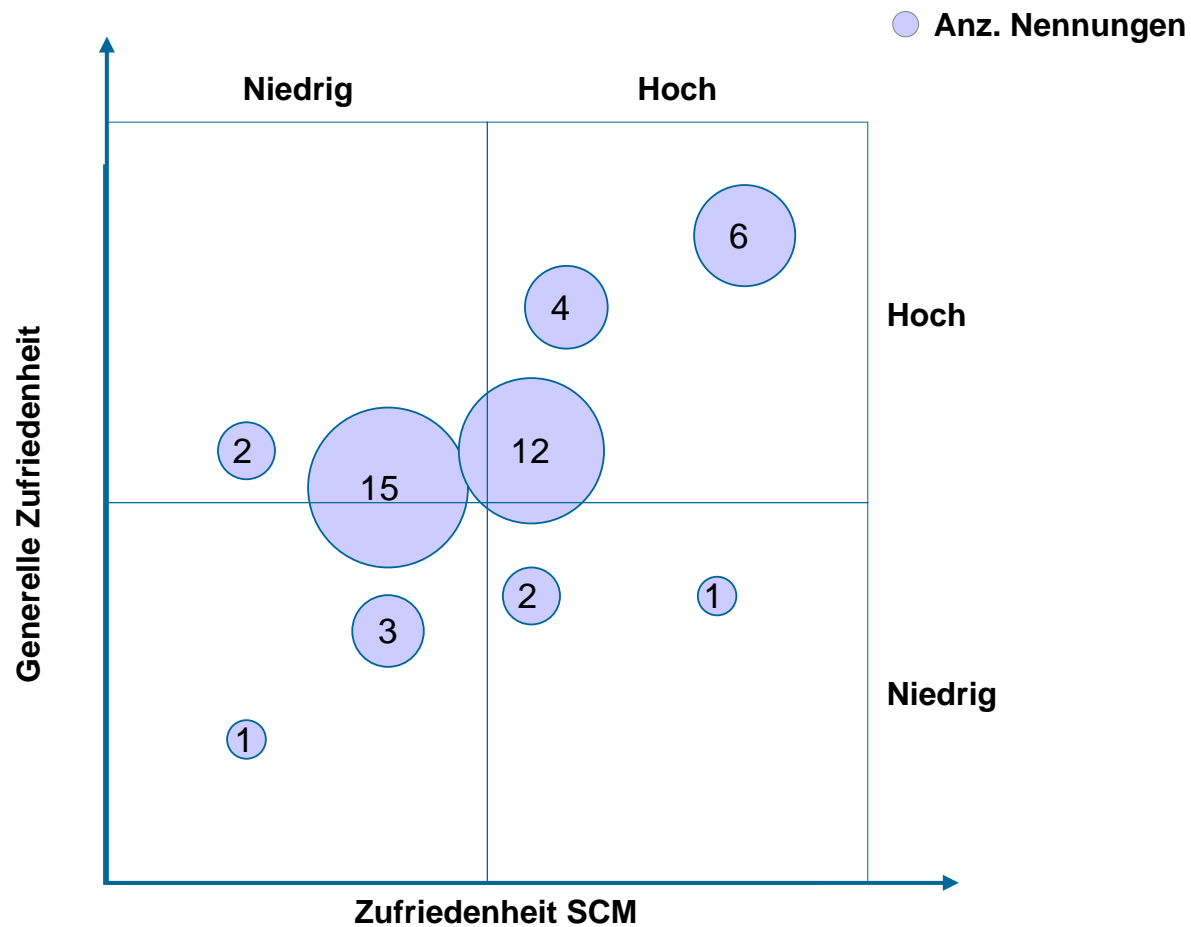 Anz. Nennungen
Niedrig
Hoch
6
4
Hoch
2
12
15
2
1
3
Niedrig
1
Generelle Zufriedenheit
Zufriedenheit SCM